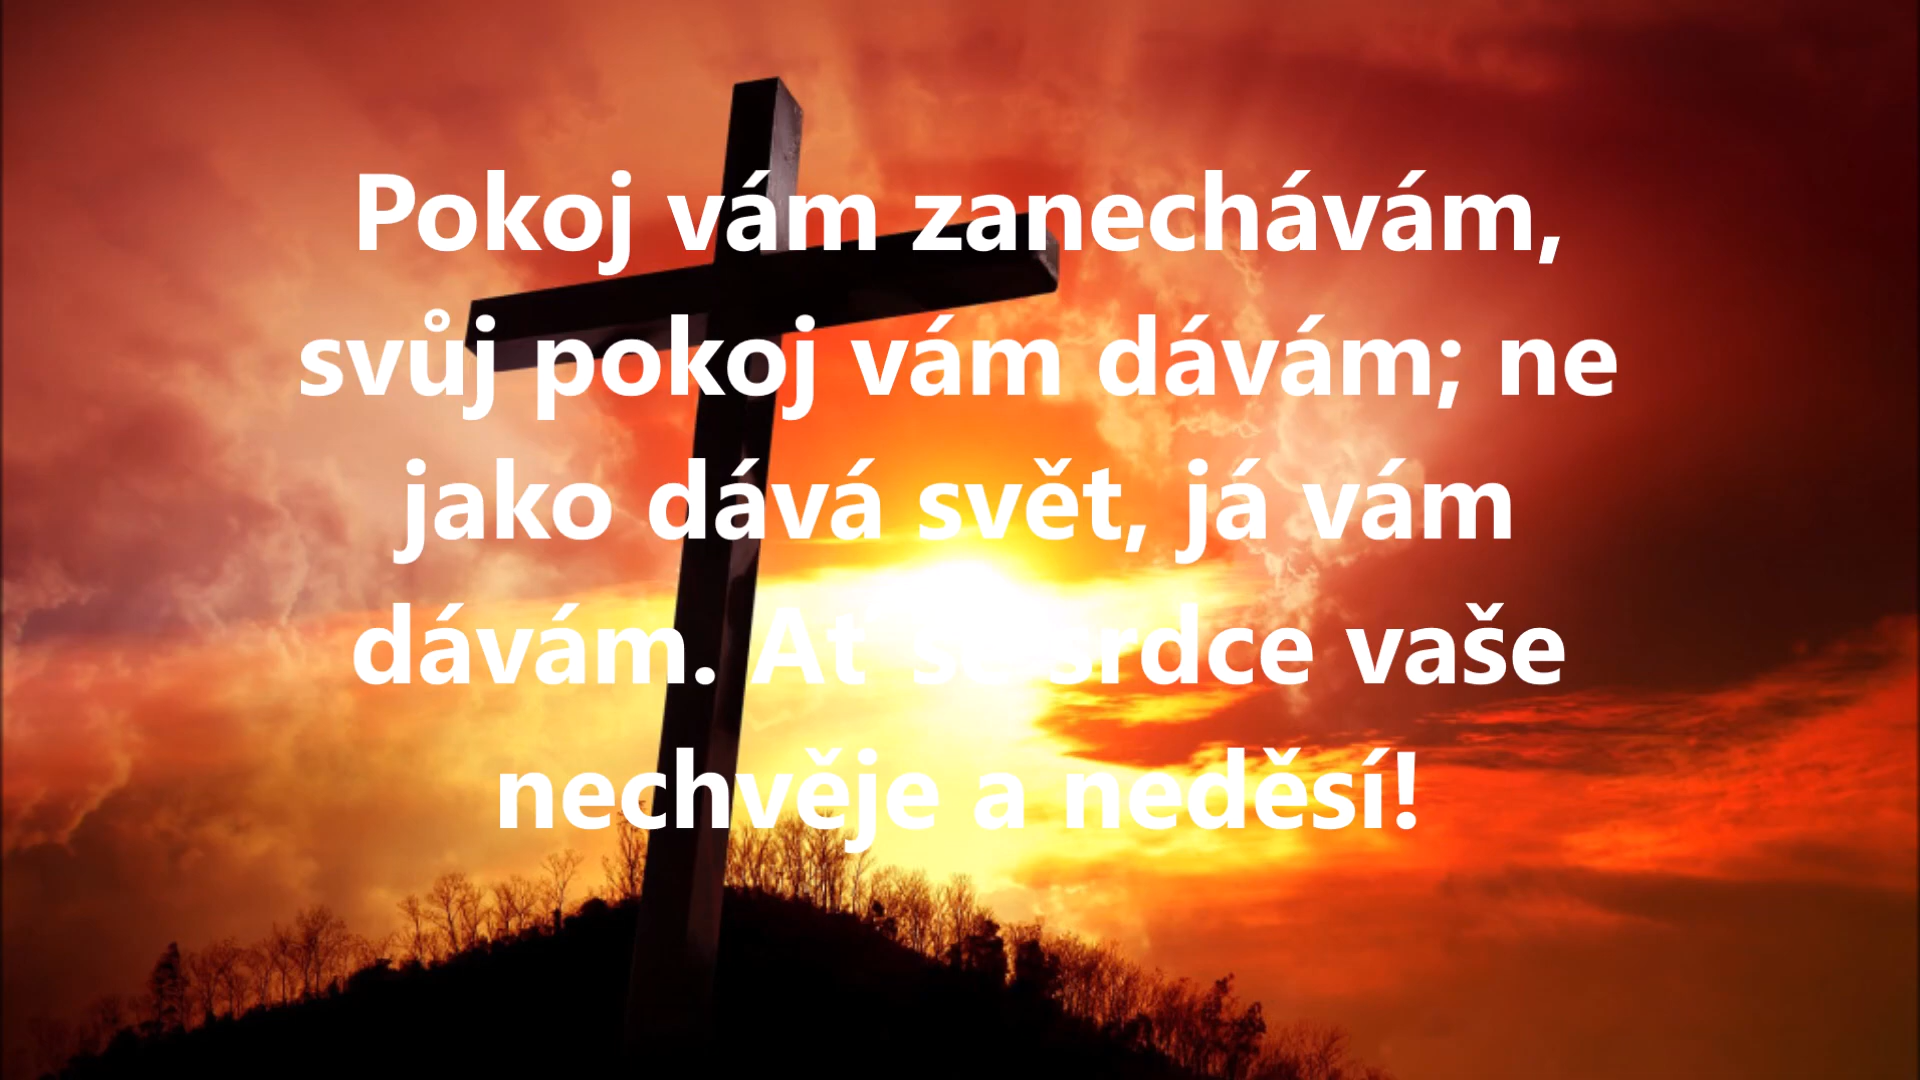 Pokoj vám zanechávám,
svůj pokoj vám dávám; ne
jako dává svět, já vám
dávám. Ať se srdce vaše
nechvěje a neděsí!